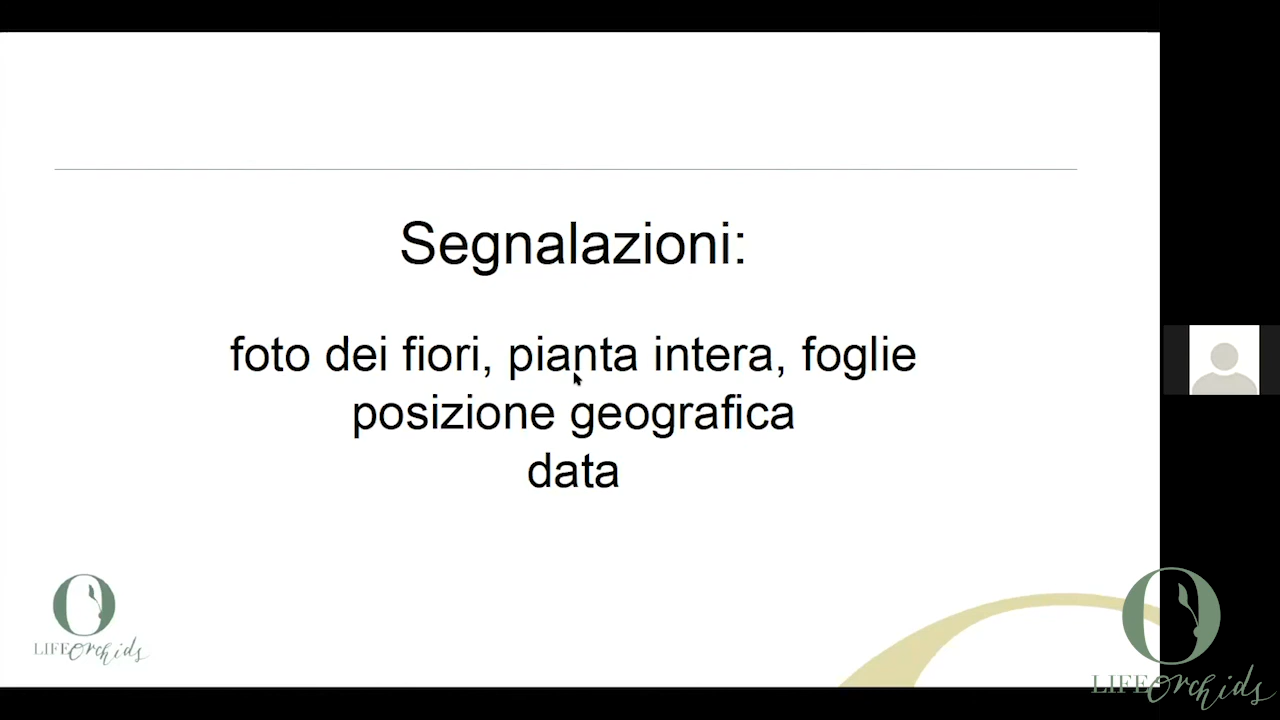 Segnalazioni:
foto dei fiori, pianta intera, foglie
posizione geografica
data
LIFE Orchids
LIFE Orchids